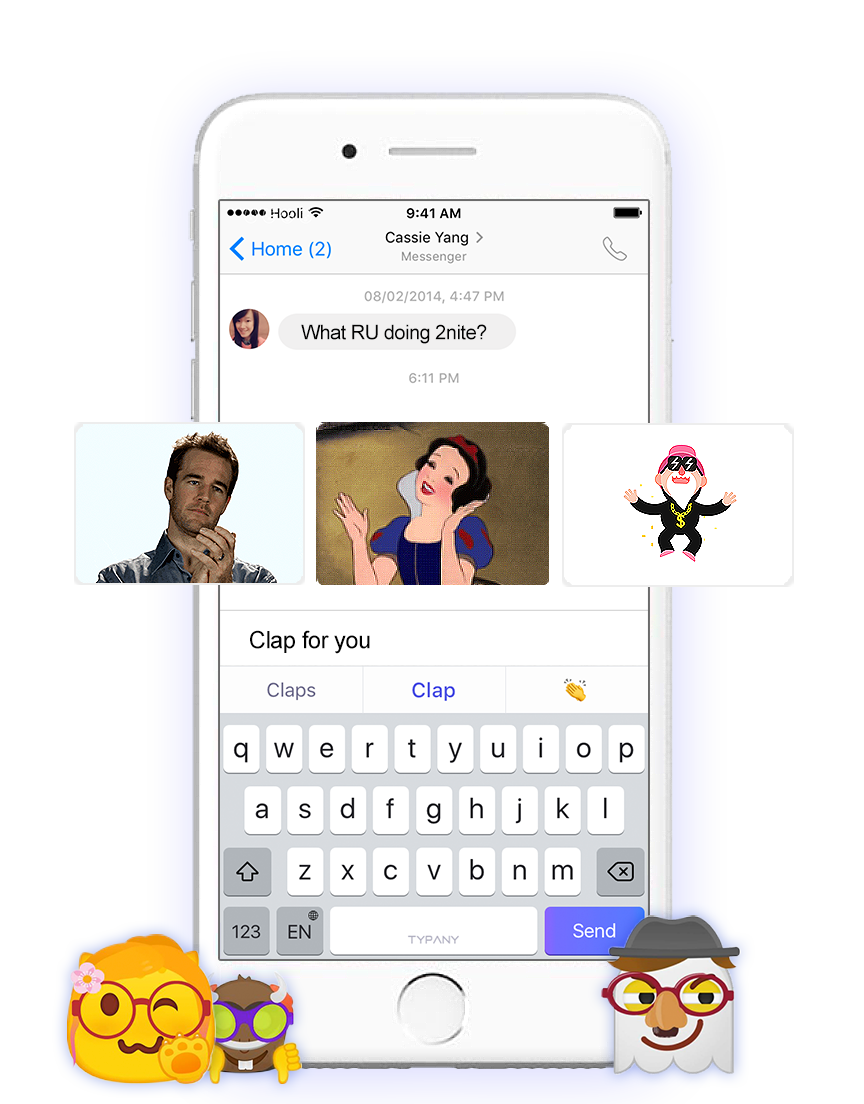 Hooli
9:41 AM
Home (2)
Cassie Yang
Messenger
08/02/2014, 4:47 PM
What RU doing 2nite?
6:11 PM
$
Clap for you
Claps
Clap
q w e r t y u i o p
a s d f g h j k l
z x c v b n m
123
EN
TYPANY
Send